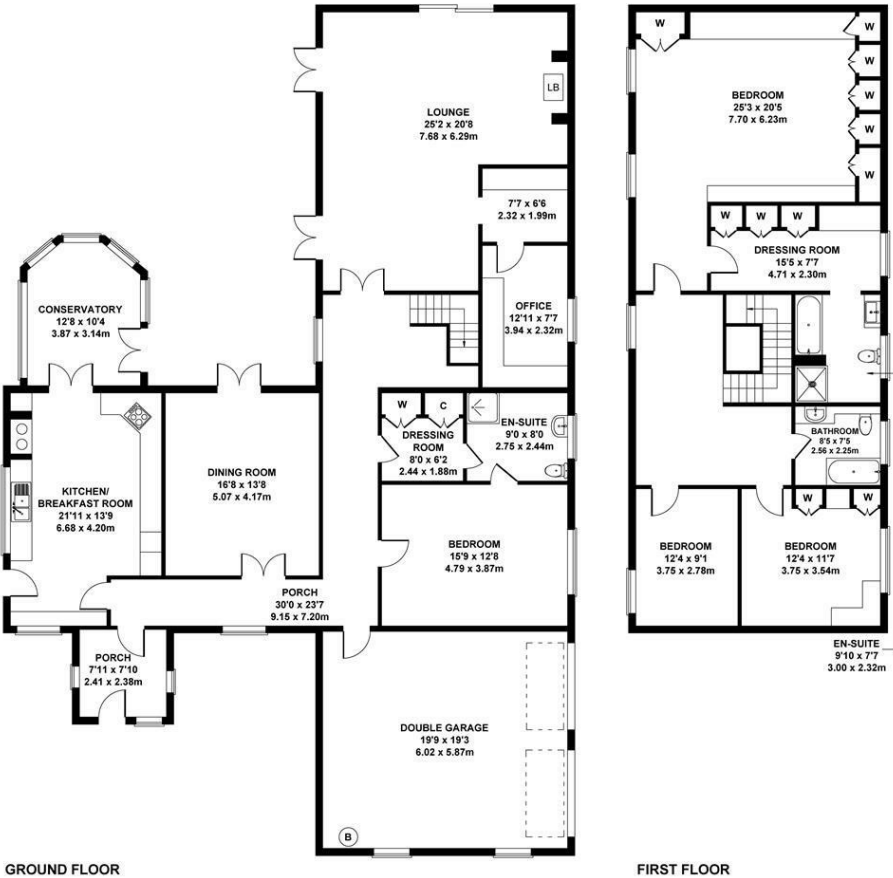 LOUNGE
25'2 x 20'8
7.68 x 6.29m
LB
7'7 x 6'6
2.32 x 1.99m
OFFICE
12'11 x 7'7
3.94 x 2.32m
CONSERVATORY
12'8 x 10'4
3.87 x 3.14m
KITCHEN/
BREAKFAST ROOM
21'11 x 13'9
6.68 x 4.20m
DINING ROOM
16'8 x 13'8
5.07 x 4.17m
W
C
DRESSING
ROOM
8'0 x 6'2
2.44 x 1.88m
EN-SUITE
9'0 x 8'0
2.75 x 2.44m
BEDROOM
15'9 x 12'8
4.79 x 3.87m
PORCH
30'0 x 23'7
9.15 x 7.20m
PORCH
7'11 x 7'10
2.41 x 2.38m
DOUBLE GARAGE
19'9 x 19'3
6.02 x 5.87m
B
GROUND FLOOR
W
W
W
W
W
W
BEDROOM
25'3 x 20'5
7.70 x 6.23m
W
W
W
DRESSING ROOM
15'5 x 7'7
4.71 x 2.30m
BATHROOM
8'5 x 7'5
2.56 x 2.25m
W
W
BEDROOM
12'4 x 9'1
3.75 x 2.78m
BEDROOM
12'4 x 11'7
3.75 x 3.54m
EN-SUITE
9'10 x 7'7
3.00 x 2.32m
FIRST FLOOR